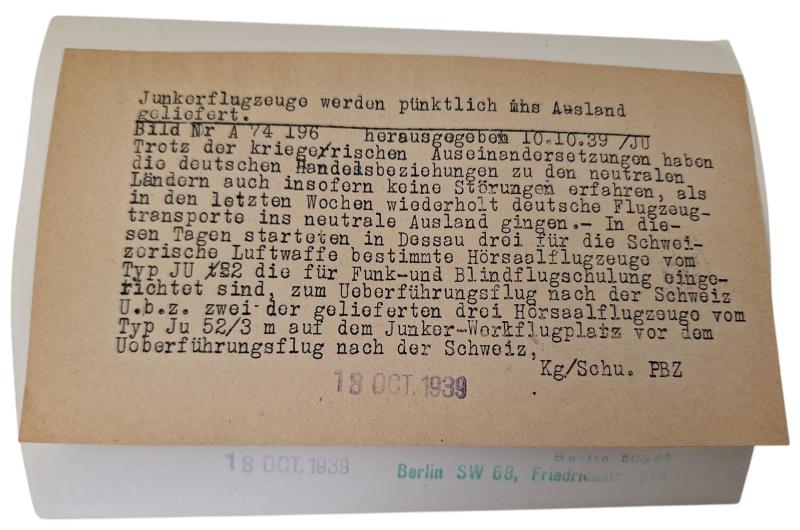 Junkerflugzeuge werden pünktlich ins Ausland
geliefert.
Bild Nr A 74 196 herausgegeben 10.10.39 /JU
Trotz der kriege/rischen Auseinandersetzungen haben
die deutschen Handelsbeziehungen zu den neutralen
Ländern auch insofern keine Störungen erfahren, als
in den letzten Wochen wiederholt deutsche Flugzeug-
transporte ins neutrale Ausland gingen.- In die-
sen Tagen starteten in Dessau drei für die Schwei-
zerische Luftwaffe bestimmte Hörsaalflugzeuge vom
Typ JU die für Funk-und Blindflugschulung einge-
richtet sind, zum Ueberführungsflug nach der Schweiz
U.b.z. zwei der gelieferten drei Hörsaalflugzeuge vom
Typ Ju 52/3 m auf dem Junker-Werkflugplatz vor dem
Ueberführungsflug nach der Schweiz,
Kg/Schu. PBZ
18 OCT. 1939
18 OCT. 1939
Berlin
Berlin SW 68, Friedrichstr.